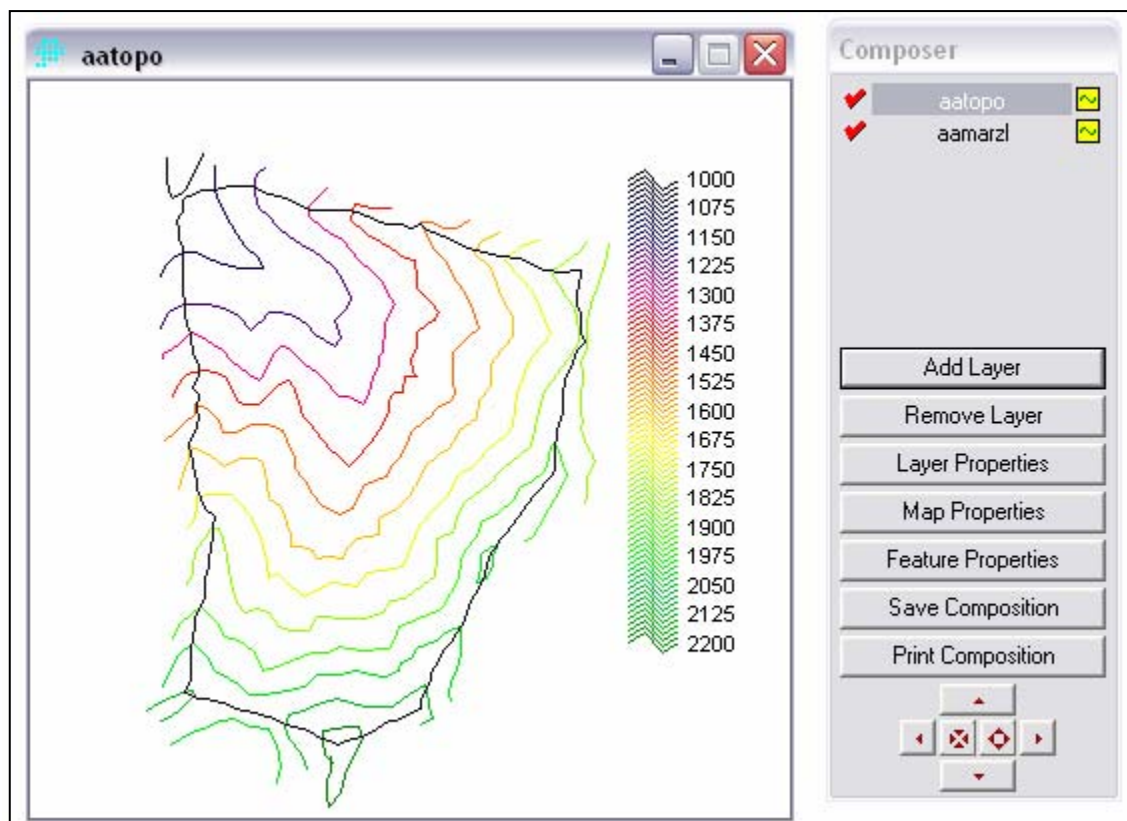 aatopo
1000
1075
1150
1225
1300
1375
1450
1525
1600
1675
1750
1825
1900
1975
2050
2125
2200
Composer
aatopo
aamarzl
Add Layer
Remove Layer
Layer Properties
Map Properties
Feature Properties
Save Composition
Print Composition